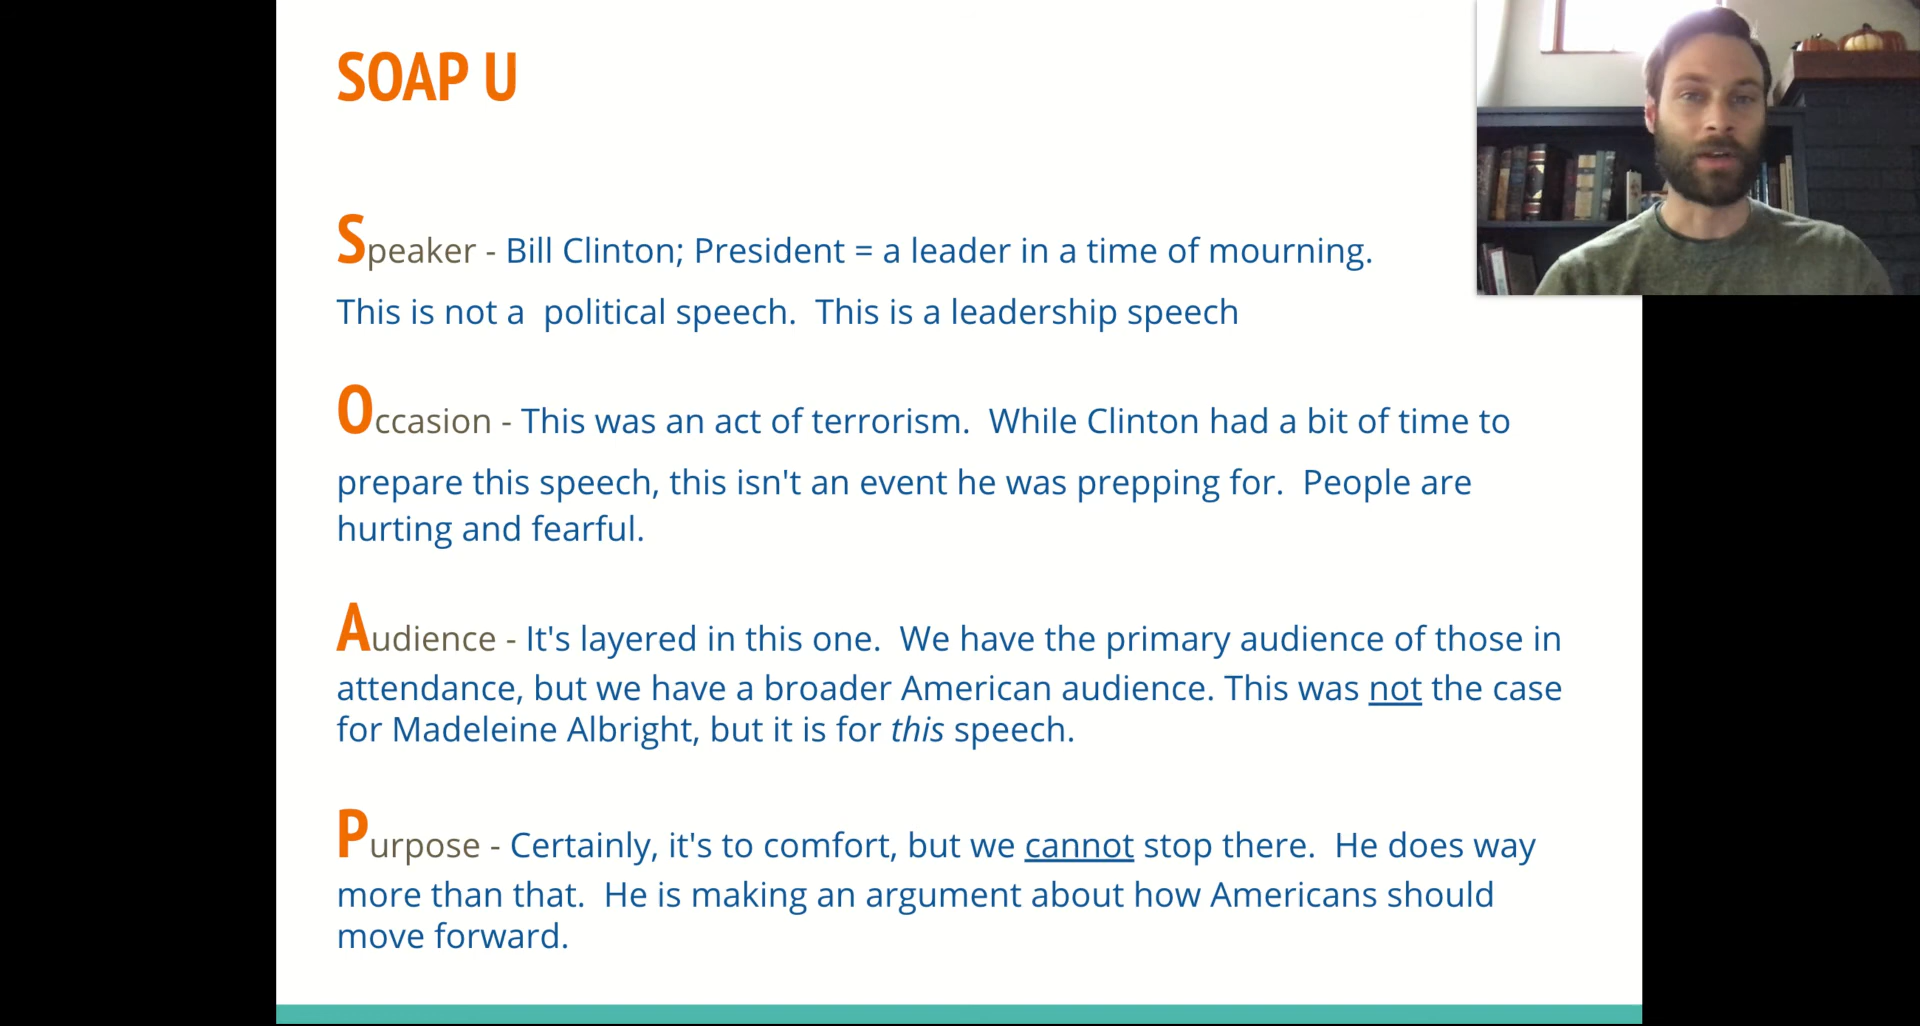 SOAP U
Speaker - Bill Clinton; President = a leader in a time of mourning.
This is not a  political speech.  This is a leadership speech
Occasion - This was an act of terrorism.  While Clinton had a bit of time to
prepare this speech, this isn't an event he was prepping for.  People are
hurting and fearful.
Audience - It's layered in this one.  We have the primary audience of those in
attendance, but we have a broader American audience. This was not the case
for Madeleine Albright, but it is for this speech.
Purpose - Certainly, it's to comfort, but we cannot stop there.  He does way
more than that.  He is making an argument about how Americans should
move forward.